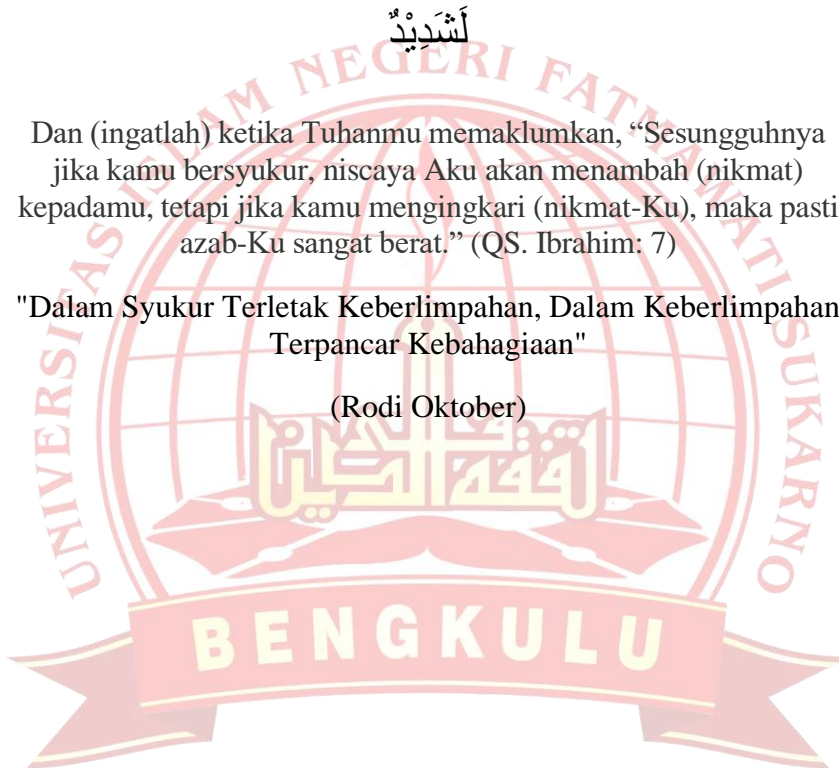 لَشَدِيْدٌ
Dan (ingatlah) ketika Tuhanmu memaklumkan, “Sesungguhnya
jika kamu bersyukur, niscaya Aku akan menambah (nikmat)
kepadamu, tetapi jika kamu mengingkari (nikmat-Ku), maka pasti
azab-Ku sangat berat.” (QS. Ibrahim: 7)
"Dalam Syukur Terletak Keberlimpahan, Dalam Keberlimpahan
Terpancar Kebahagiaan"
(Rodi Oktober)
UNIVERSITAS ISLAM NEGERI FATMAWATI SUKARNO
BENGKULU